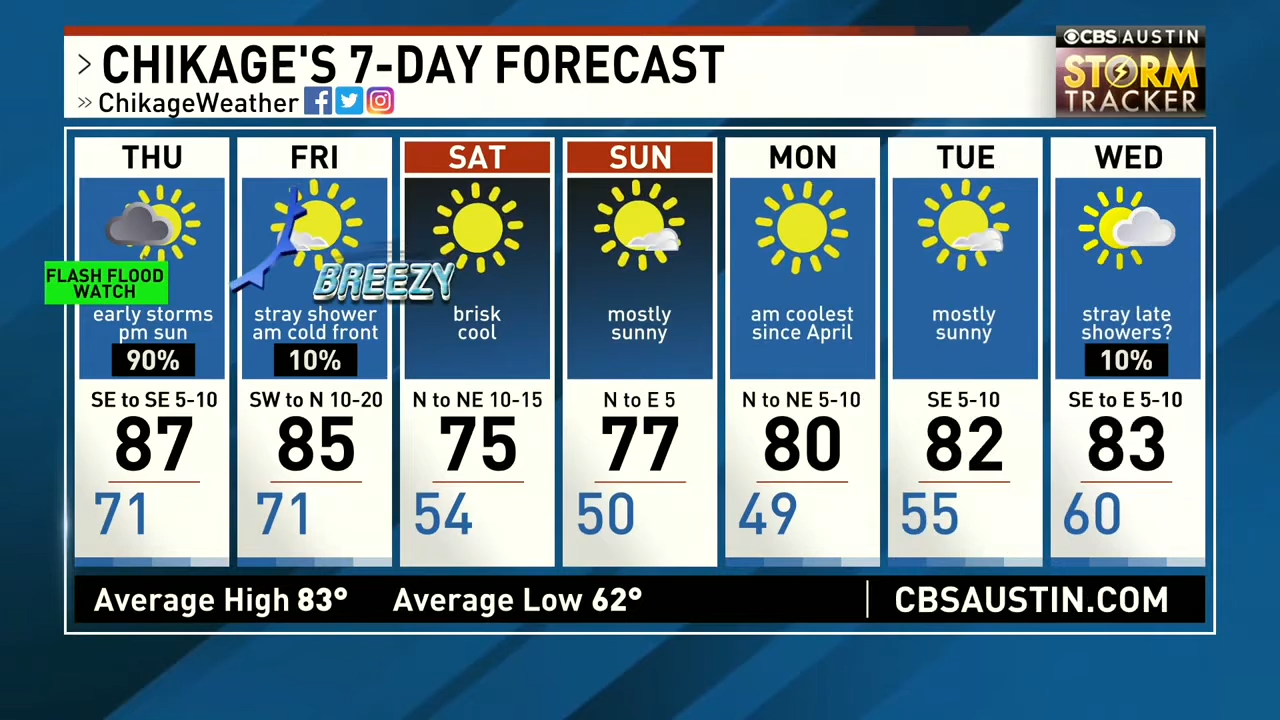 > CHIKAGE'S 7-DAY FORECAST
» ChikageWeather
CBS AUSTIN
STORM
TRACKER
THU
FLASH FLOOD
WATCH
early storms
pm sun
90%
SE to SE 5-10
87
71
FRI
BREEZY
stray shower
am cold front
10%
SW to N 10-20
85
71
SAT
brisk
cool
N to NE 10-15
75
54
SUN
mostly
sunny
N to E 5
77
50
MON
am coolest
since April
N to NE 5-10
80
49
TUE
mostly
sunny
SE 5-10
82
55
WED
stray late
showers?
10%
SE to E 5-10
83
60
Average High 83° Average Low 62°
CBSAUSTIN.COM